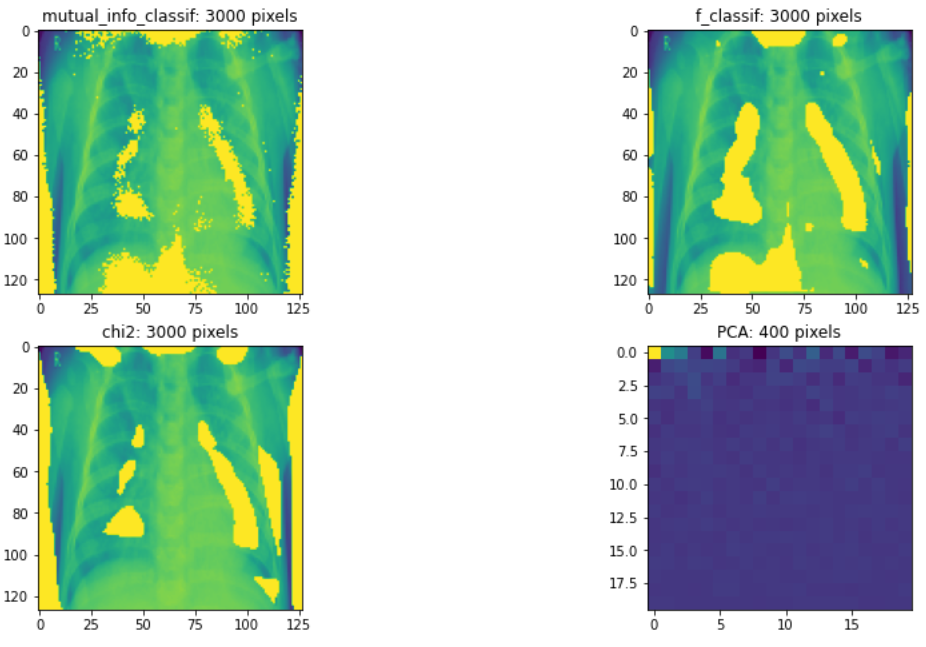 mutual_info_classif: 3000 pixels
0
20
40
60
80
100
120
R
0 25 50 75 100 125
f_classif: 3000 pixels
0
20
40
60
80
100
120
R
0 25 50 75 100 125
chi2: 3000 pixels
0
20
40
60
80
100
120
R
0 25 50 75 100 125
PCA: 400 pixels
0.0
2.5
5.0
7.5
10.0
12.5
15.0
17.5
0 5 10 15